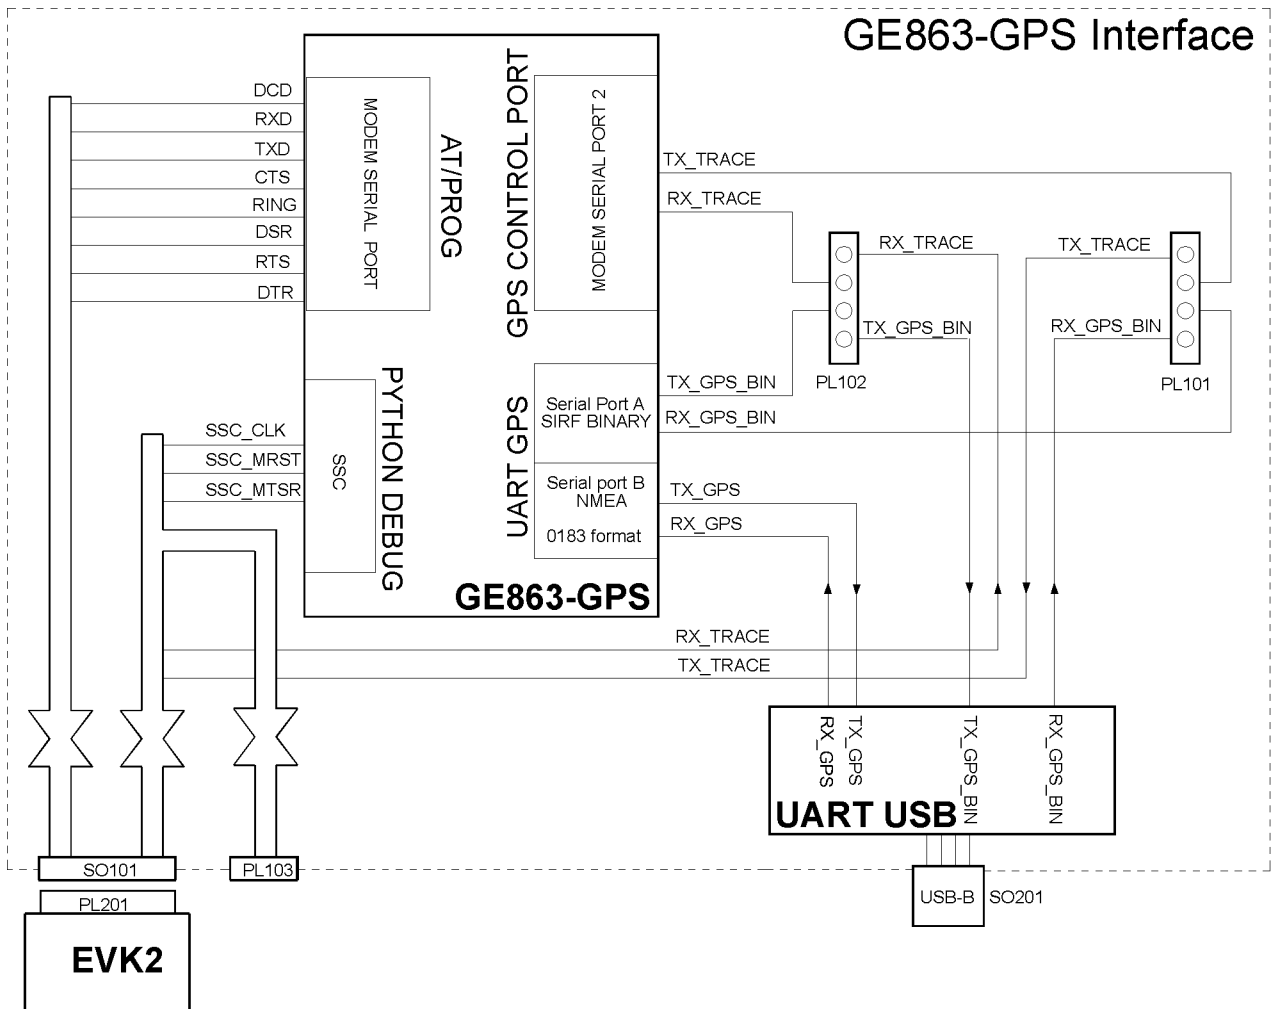 GE863-GPS Interface
DCD
RXD
TXD
CTS
RING
DSR
RTS
DTR
MODEM SERIAL PORT
AT/PROG
GPS CONTROL PORT
MODEM SERIAL PORT 2
TX_TRACE
RX_TRACE
RX_TRACE
TX_GPS_BIN
PL102
TX_TRACE
RX_GPS_BIN
PL101
SSC_CLK
SSC_MRST
SSC_MTSR
SSC
PYTHON DEBUG
UART GPS
Serial Port A
SIRF BINARY
Serial port B
NMEA
0183 format
TX_GPS_BIN
RX_GPS_BIN
TX_GPS
RX_GPS
GE863-GPS
RX_TRACE
TX_TRACE
RX_GPS
TX_GPS
TX_GPS_BIN
RX_GPS_BIN
UART USB
SO101
PL103
PL201
USB-B
SO201
EVK2